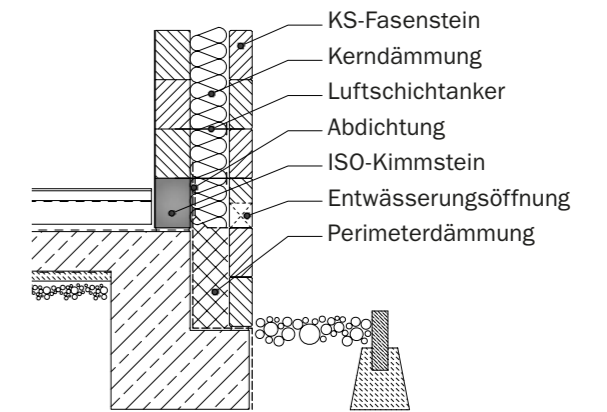 KS-Fasenstein
Kerndämmung
Luftschichtanker
Abdichtung
ISO-Kimmstein
Entwässerungsöffnung
Perimeterdämmung